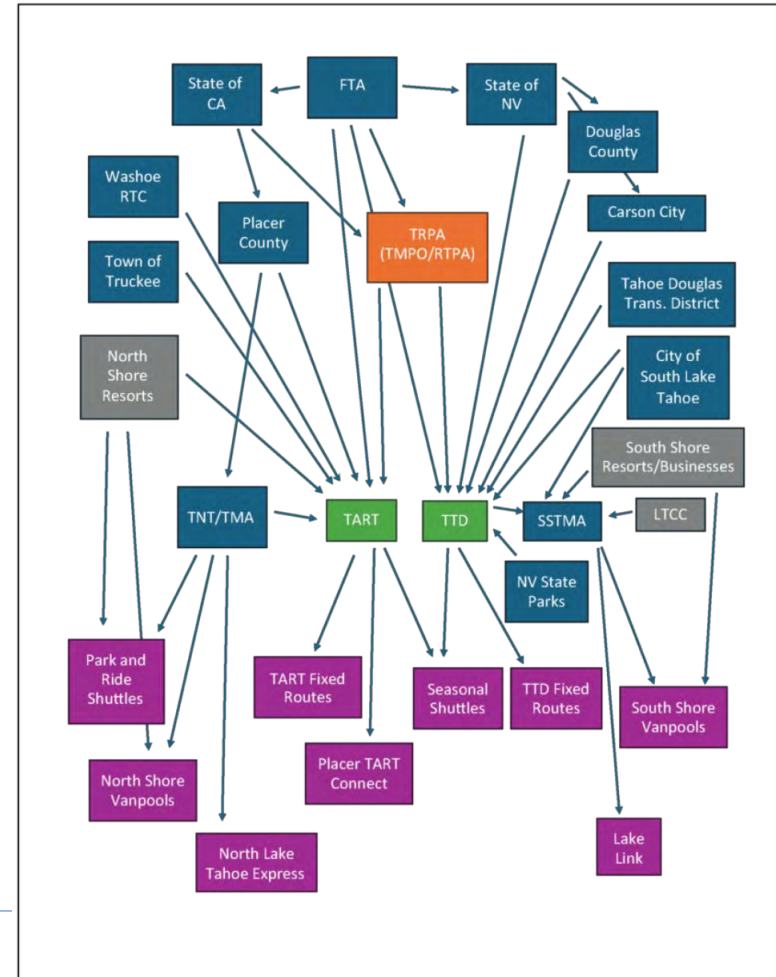 State of
CA
FTA
State of
NV
Douglas
County
Washoe
RTC
Placer
County
TRPA
(TMPO/RTPA)
Carson City
Town of
Truckee
Tahoe Douglas
Trans. District
North
Shore
Resorts
City of
South Lake
Tahoe
South Shore
Resorts/Businesses
TNT/TMA
TART
TTD
SSTMA
LTCC
NV State
Parks
Park and
Ride
Shuttles
TART Fixed
Routes
Seasonal
Shuttles
TTD Fixed
Routes
South Shore
Vanpools
North Shore
Vanpools
Placer TART
Connect
North Lake
Tahoe Express
Lake
Link